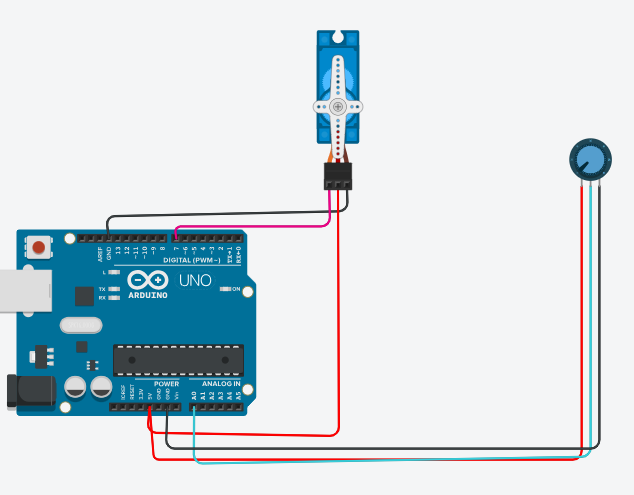 AREF
GND
13
12
~11
~10
~9
8
7
~6
~5
4
~3
2
TX→1
RX←0
DIGITAL (PWM~)
L
TX
RX
ARDUINO
UNO
ON
POWER
ANALOG IN
IOREF
RESET
3.3V
5V
GND
GND
Vin
A0
A1
A2
A3
A4
A5